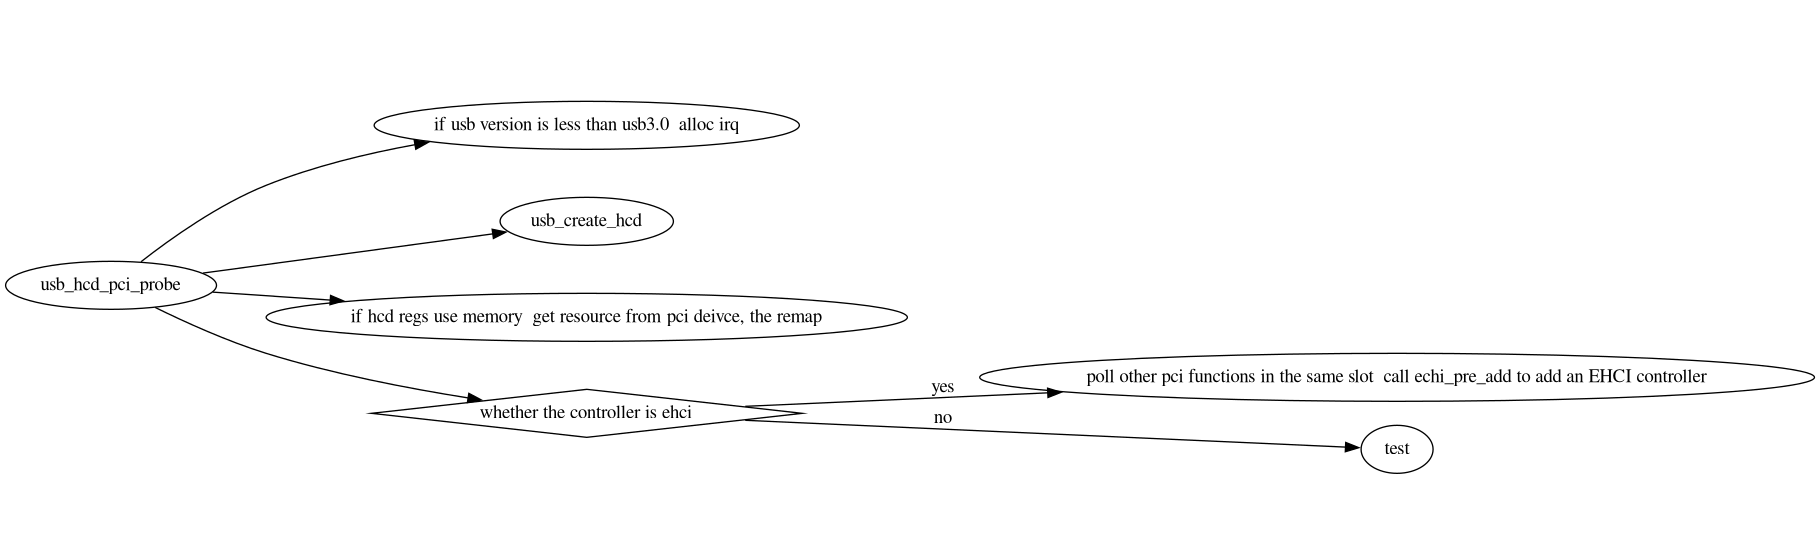 if usb version is less than usb3.0  alloc irq
usb_create_hcd
usb_hcd_pci_probe
if hcd regs use memory  get resource from pci deivce, the remap
whether the controller is ehci
yes
poll other pci functions in the same slot  call echi_pre_add to add an EHCI controller
no
test